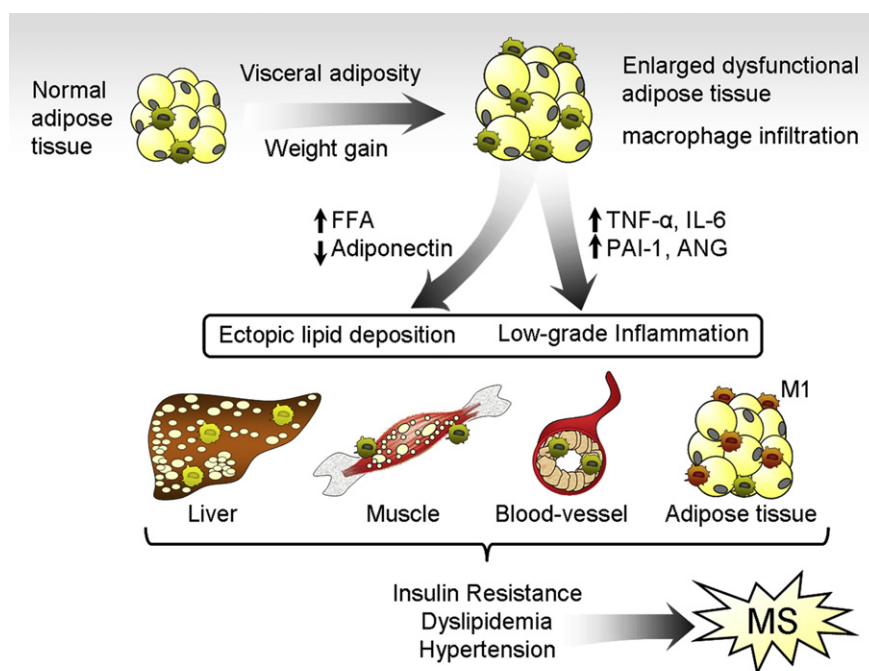 Normal
adipose
tissue
Visceral adiposity
Weight gain
Enlarged dysfunctional
adipose tissue
macrophage infiltration
↑FFA
↓Adiponectin
↑TNF-α, IL-6
↑PAI-1, ANG
Ectopic lipid deposition
Low-grade Inflammation
M1
Liver
Muscle
Blood-vessel
Adipose tissue
Insulin Resistance
Dyslipidemia
Hypertension
MS